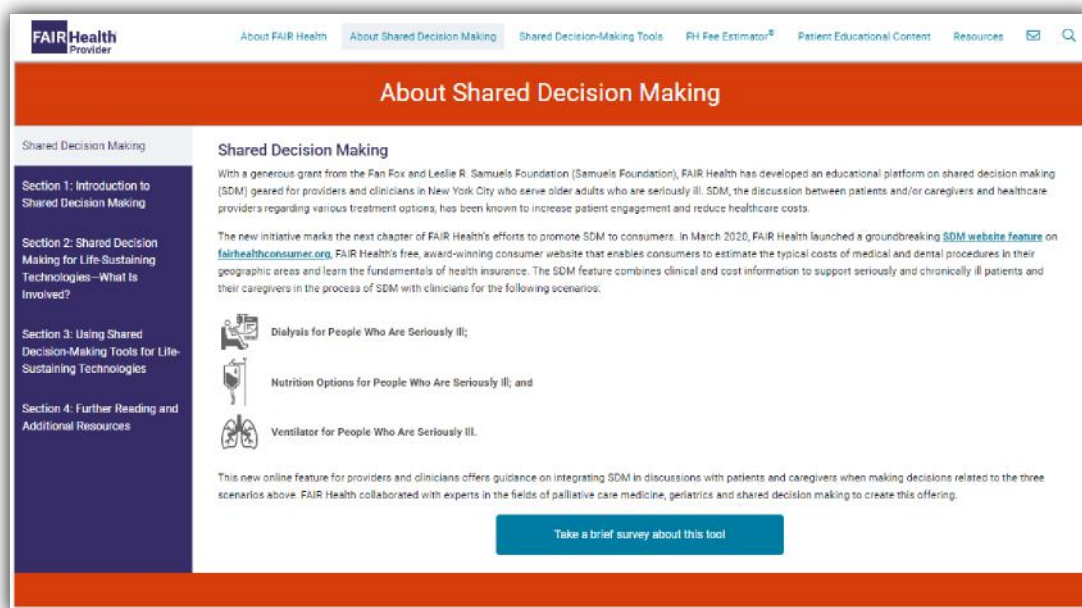 FAIR Health
Provider
About FAIR Health
About Shared Decision Making
Shared Decision-Making Tools
FH Fee Estimator®
Patient Educational Content
Resources
About Shared Decision Making
Shared Decision Making
Section 1: Introduction to
Shared Decision Making
Section 2: Shared Decision
Making for Life-Sustaining
Technologies—What Is
Involved?
Section 3: Using Shared
Decision-Making Tools for Life-
Sustaining Technologies
Section 4: Further Reading and
Additional Resources
Shared Decision Making
With a generous grant from the Fan Fox and Leslie R. Samuels Foundation (Samuels Foundation), FAIR Health has developed an educational platform on shared decision making
(SDM) geared for providers and clinicians in New York City who serve older adults who are seriously ill. SDM, the discussion between patients and/or caregivers and healthcare
providers regarding various treatment options, has been known to increase patient engagement and reduce healthcare costs.
The new initiative marks the next chapter of FAIR Health's efforts to promote SDM to consumers. In March 2020, FAIR Health launched a groundbreaking SDM website feature on
fairhealthconsumer.org, FAIR Health's free, award-winning consumer website that enables consumers to estimate the typical costs of medical and dental procedures in their
geographic areas and learn the fundamentals of health insurance. The SDM feature combines clinical and cost information to support seriously and chronically ill patients and
their caregivers in the process of SDM with clinicians for the following scenarios:
Dialysis for People Who Are Seriously Ill;
Nutrition Options for People Who Are Seriously Ill; and
Ventilator for People Who Are Seriously Ill.
This new online feature for providers and clinicians offers guidance on integrating SDM in discussions with patients and caregivers when making decisions related to the three
scenarios above. FAIR Health collaborated with experts in the fields of palliative care medicine, geriatrics and shared decision making to create this offering.
Take a brief survey about this tool